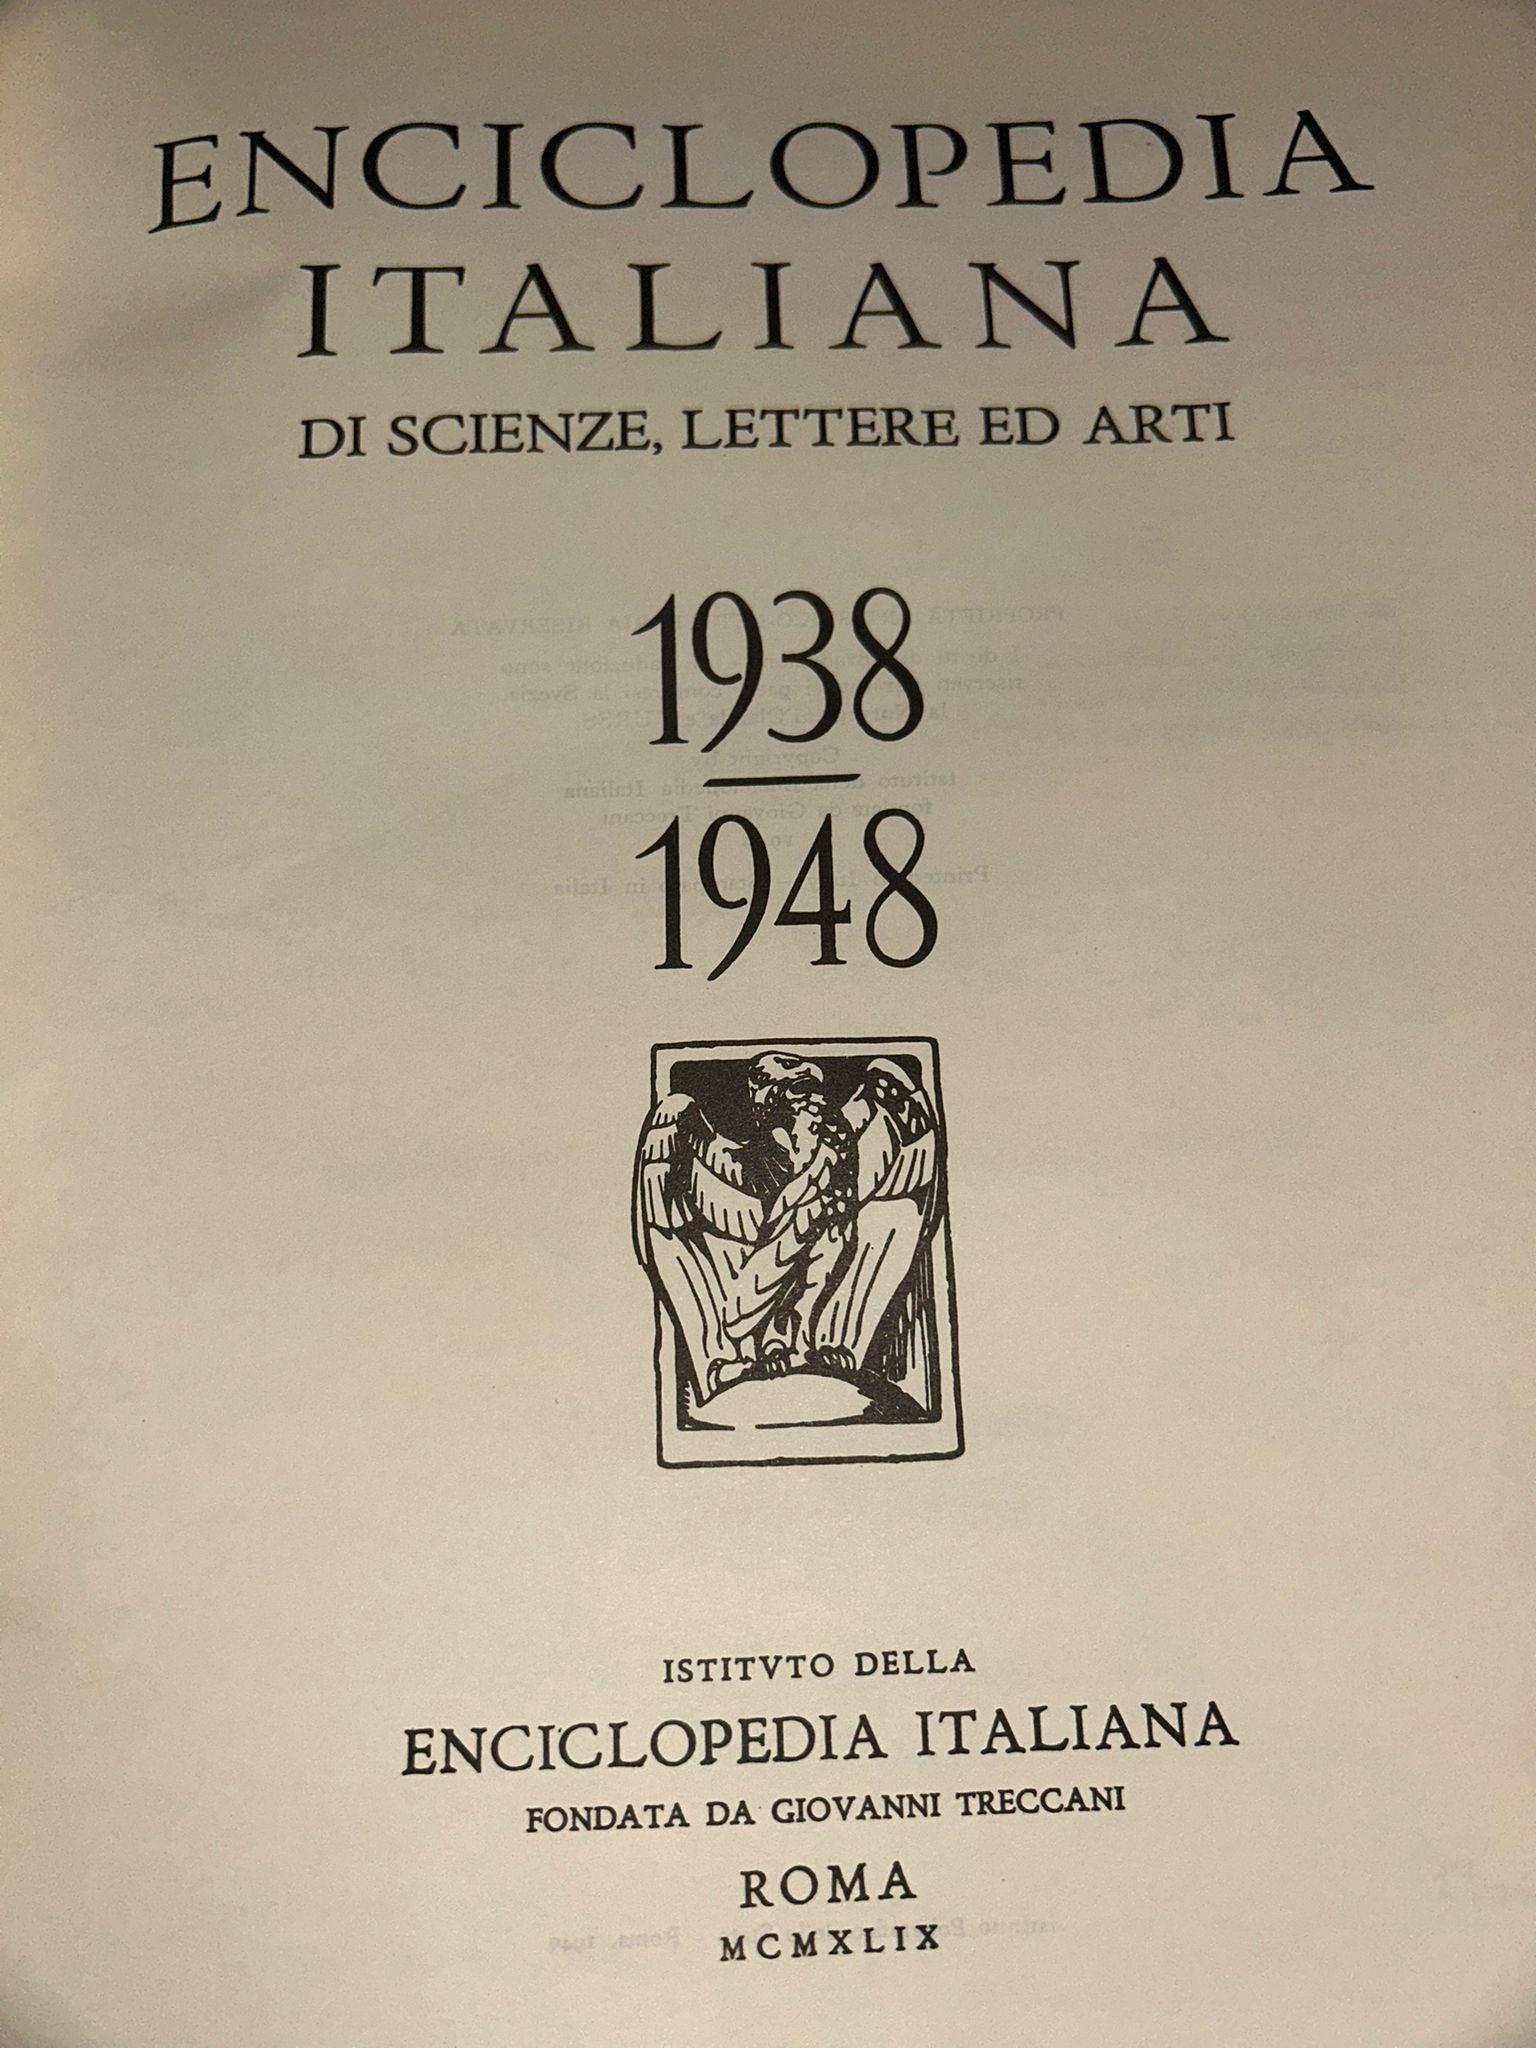 ENCICLOPEDIA
ITALIANA
DI SCIENZE, LETTERE ED ARTI
1938
1948
ISTITVTO DELLA
ENCICLOPEDIA ITALIANA
FONDATA DA GIOVANNI TRECCANI
ROMA
MCMXLIX